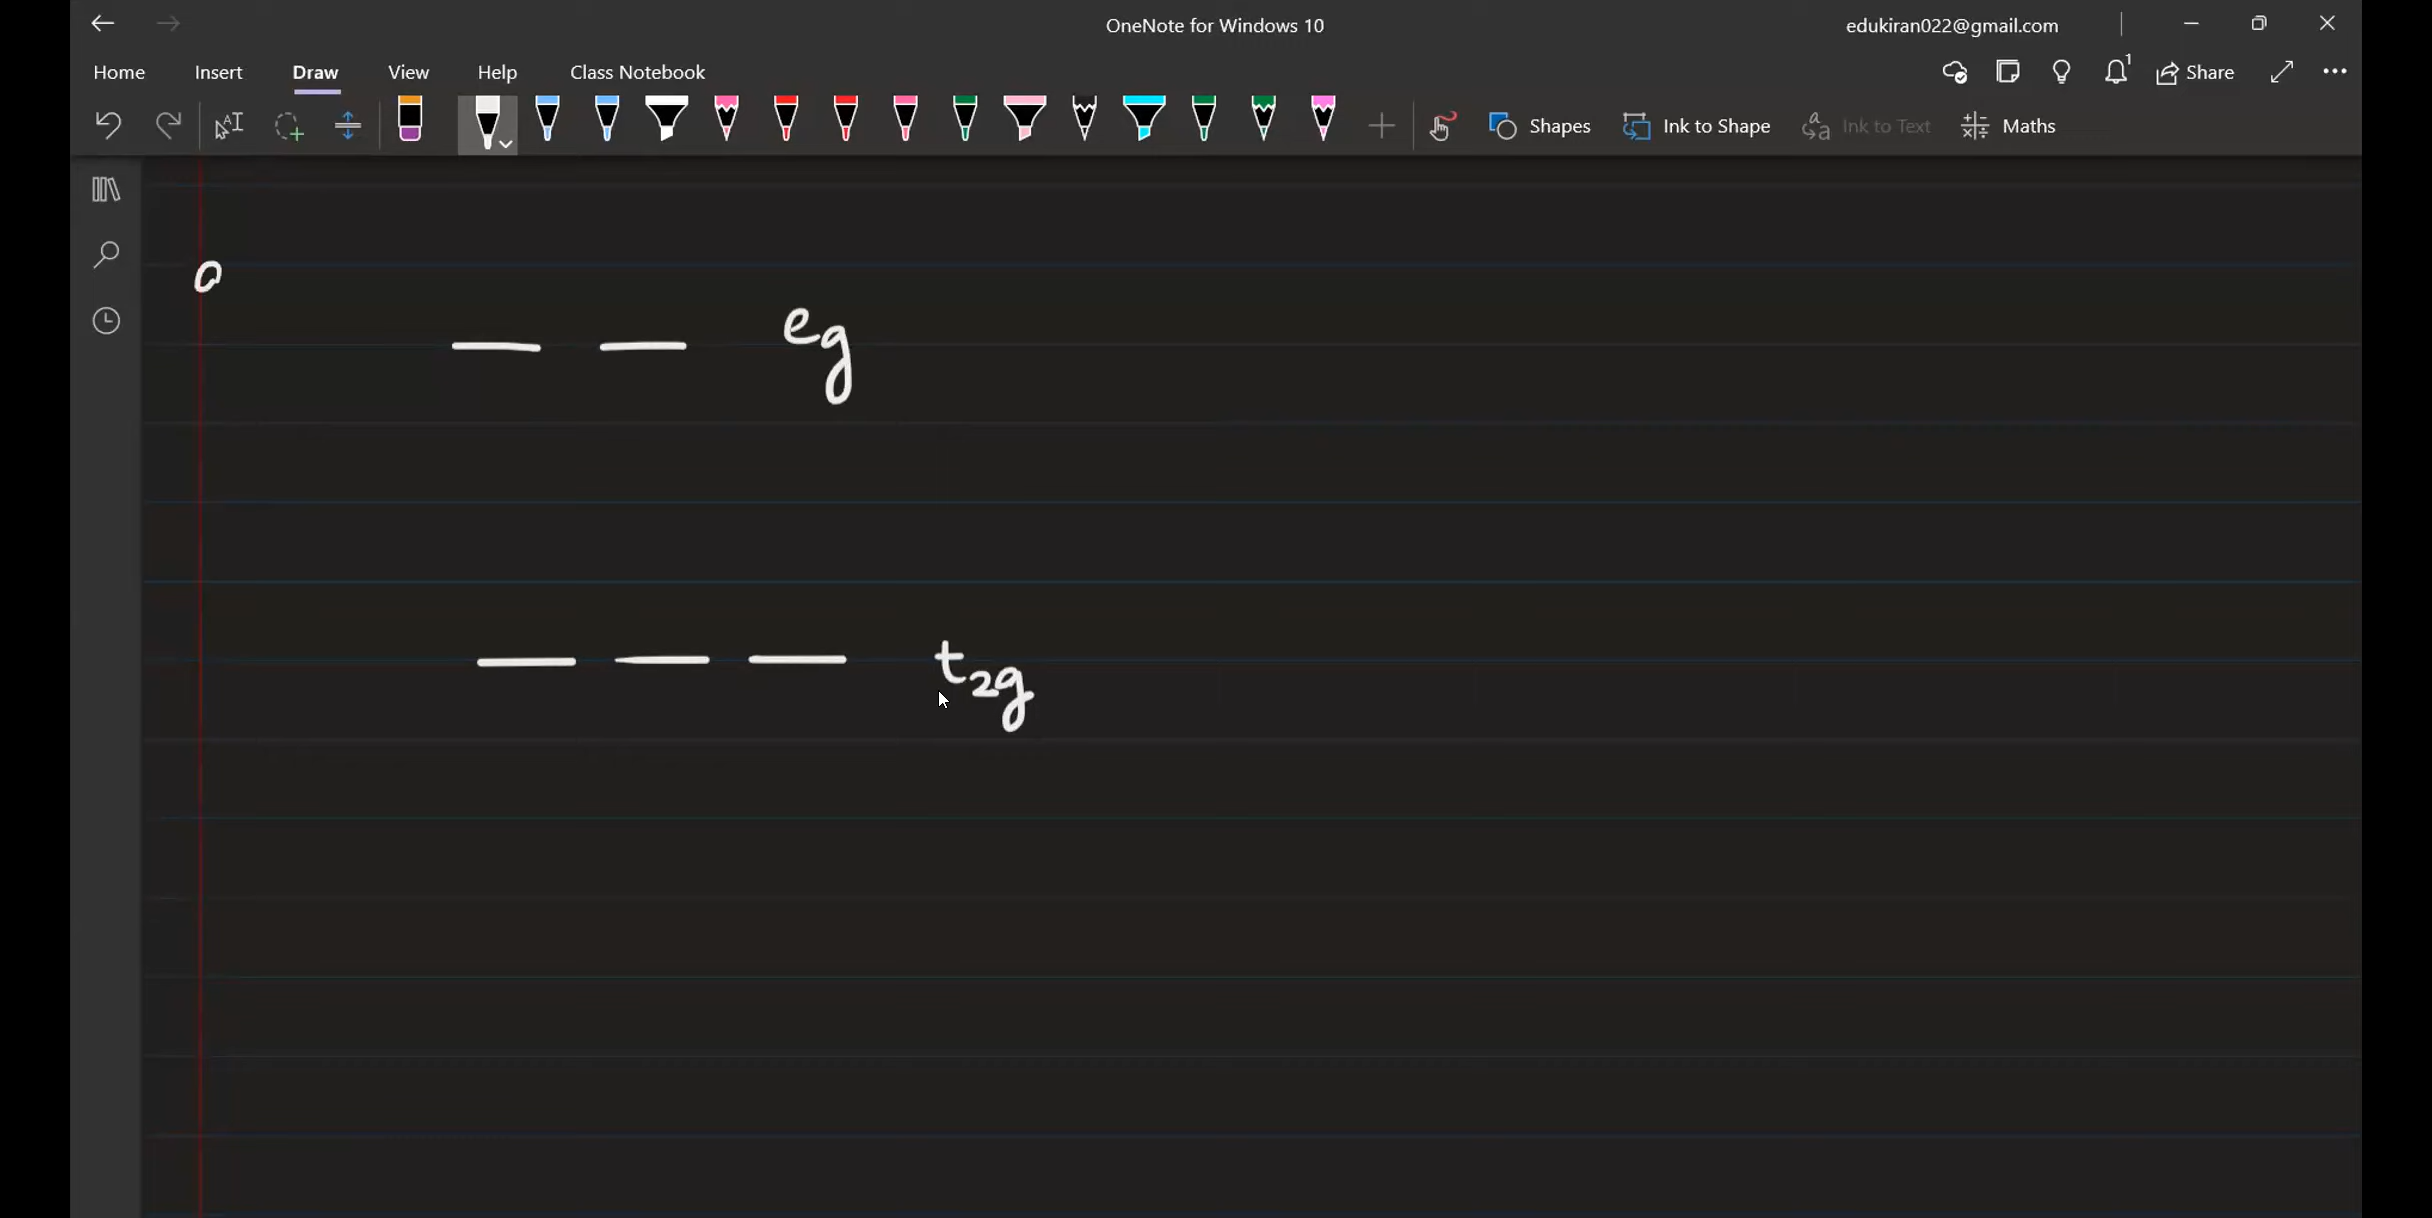 OneNote for Windows 10
edukiran022@gmail.com
Home Insert Draw View Help Class Notebook
1
Share
Shapes
Ink to Shape
Ink to Text
Maths
o
eg
t2g